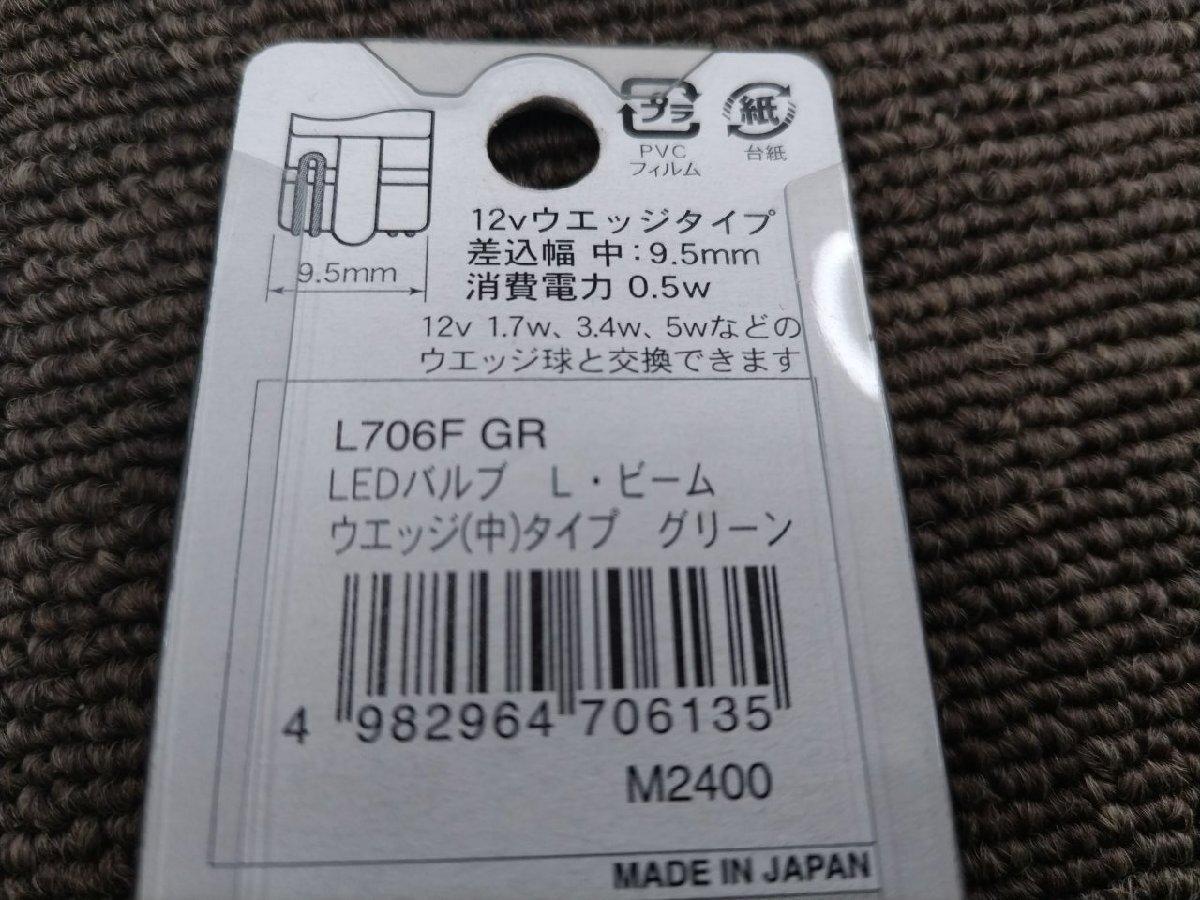 プラ
PVC
フィルム
紙
台紙
9.5mm
12vウエッジタイプ
差込幅 中：9.5mm
消費電力 0.5w
12v 1.7w、3.4w、5wなどの
ウエッジ球と交換できます
L706F GR
LEDバルブ L・ビーム
ウエッジ(中)タイプ グリーン
4 982964 706135
M2400
MADE IN JAPAN